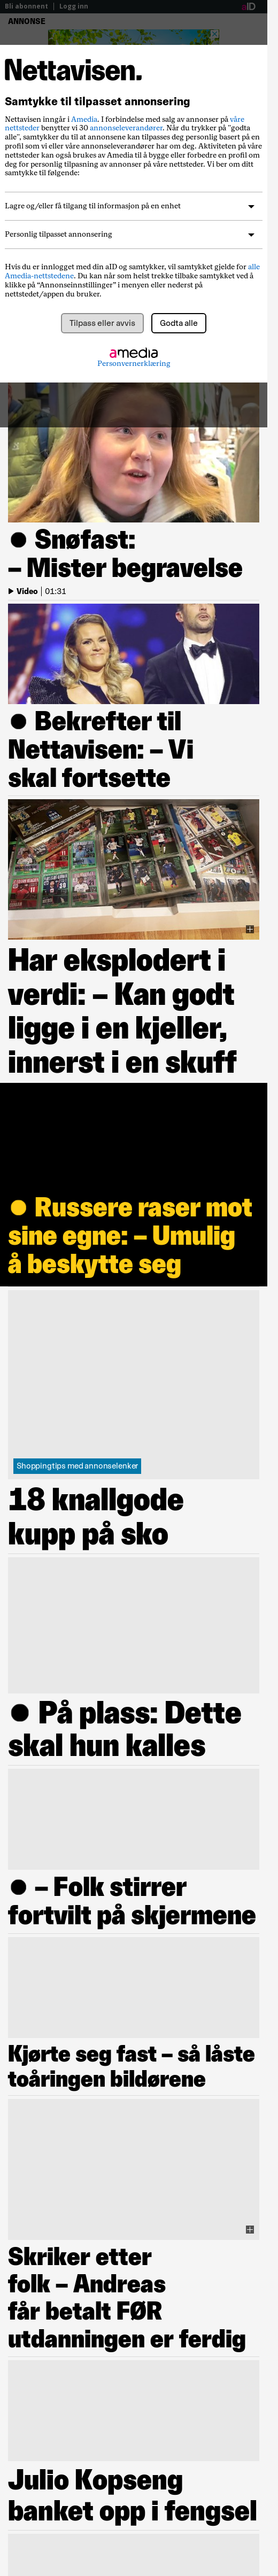 Bli abonnent | Logg inn
aID
ANNONSE
Nettavisen.
Samtykke til tilpasset annonsering
Nettavisen inngår i Amedia. I forbindelse med salg av annonser på våre
nettsteder benytter vi 30 annonseleverandører. Når du trykker på "godta
alle", samtykker du til at annonsene kan tilpasses deg personlig basert på en
profil som vi eller våre annonseleverandører har om deg. Aktivitetene på våre
nettsteder kan også brukes av Amedia til å bygge eller forbedre en profil om
deg for personlig tilpasning av annonser på våre nettsteder. Vi ber om ditt
samtykke til følgende:
Lagre og/eller få tilgang til informasjon på en enhet
Personlig tilpasset annonsering
Hvis du er innlogget med din aID og samtykker, vil samtykket gjelde for alle
Amedia-nettstedene. Du kan når som helst trekke tilbake samtykket ved å
klikke på “Annonseinnstillinger” i menyen eller nederst på
nettstedet/appen du bruker.
Tilpass eller avvis
Godta alle
amedia
Personvernerklæring
● Snøfast:
– Mister begravelse
Video | 01:31
● Bekrefter til
Nettavisen: – Vi
skal fortsette
Har eksplodert i
verdi: – Kan godt
ligge i en kjeller,
innerst i en skuff
● Russere raser mot
sine egne: – Umulig
å beskytte seg
Shoppingtips med annonselenker
18 knallgode
kupp på sko
● På plass: Dette
skal hun kalles
● – Folk stirrer
fortvilt på skjermene
Kjørte seg fast – så låste
toåringen bildørene
Skriker etter
folk – Andreas
får betalt FØR
utdanningen er ferdig
Julio Kopseng
banket opp i fengsel